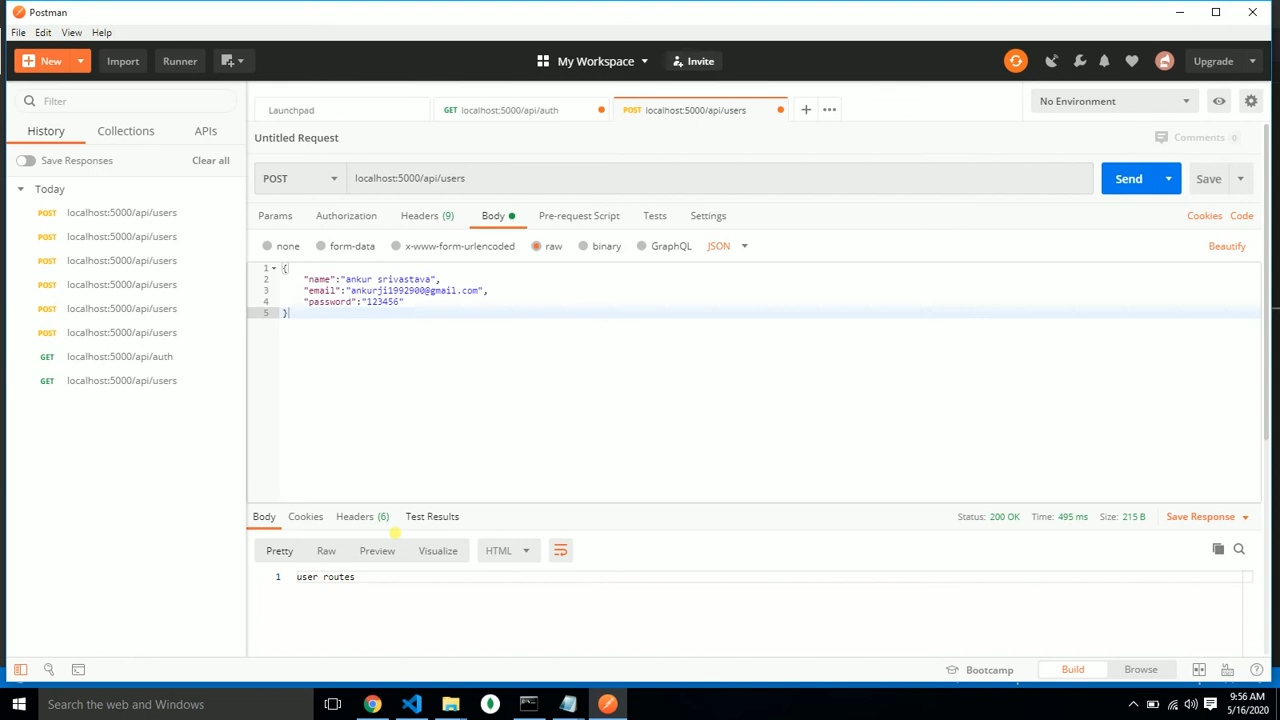 Postman
File Edit View Help
New Import Runner My Workspace Invite Upgrade
Filter
History Collections APIs
Save Responses Clear all
Today
POST localhost:5000/api/users
POST localhost:5000/api/users
POST localhost:5000/api/users
POST localhost:5000/api/users
POST localhost:5000/api/users
POST localhost:5000/api/users
GET localhost:5000/api/auth
GET localhost:5000/api/users
Launchpad GET localhost:5000/api/auth POST localhost:5000/api/users No Environment
Untitled Request Comments 0
POST localhost:5000/api/users Send Save
Params Authorization Headers (9) Body Pre-request Script Tests Settings Cookies Code
none form-data x-www-form-urlencoded raw binary GraphQL JSON Beautify
1 {
2 "name":"ankur srivastava",
3 "email":"ankurji1992900@gmail.com",
4 "password":"123456"
5 }
Body Cookies Headers (6) Test Results Status: 200 OK Time: 495 ms Size: 215 B Save Response
Pretty Raw Preview Visualize HTML
1 user routes
Bootcamp Build Browse
Search the web and Windows
9:56 AM
5/16/2020